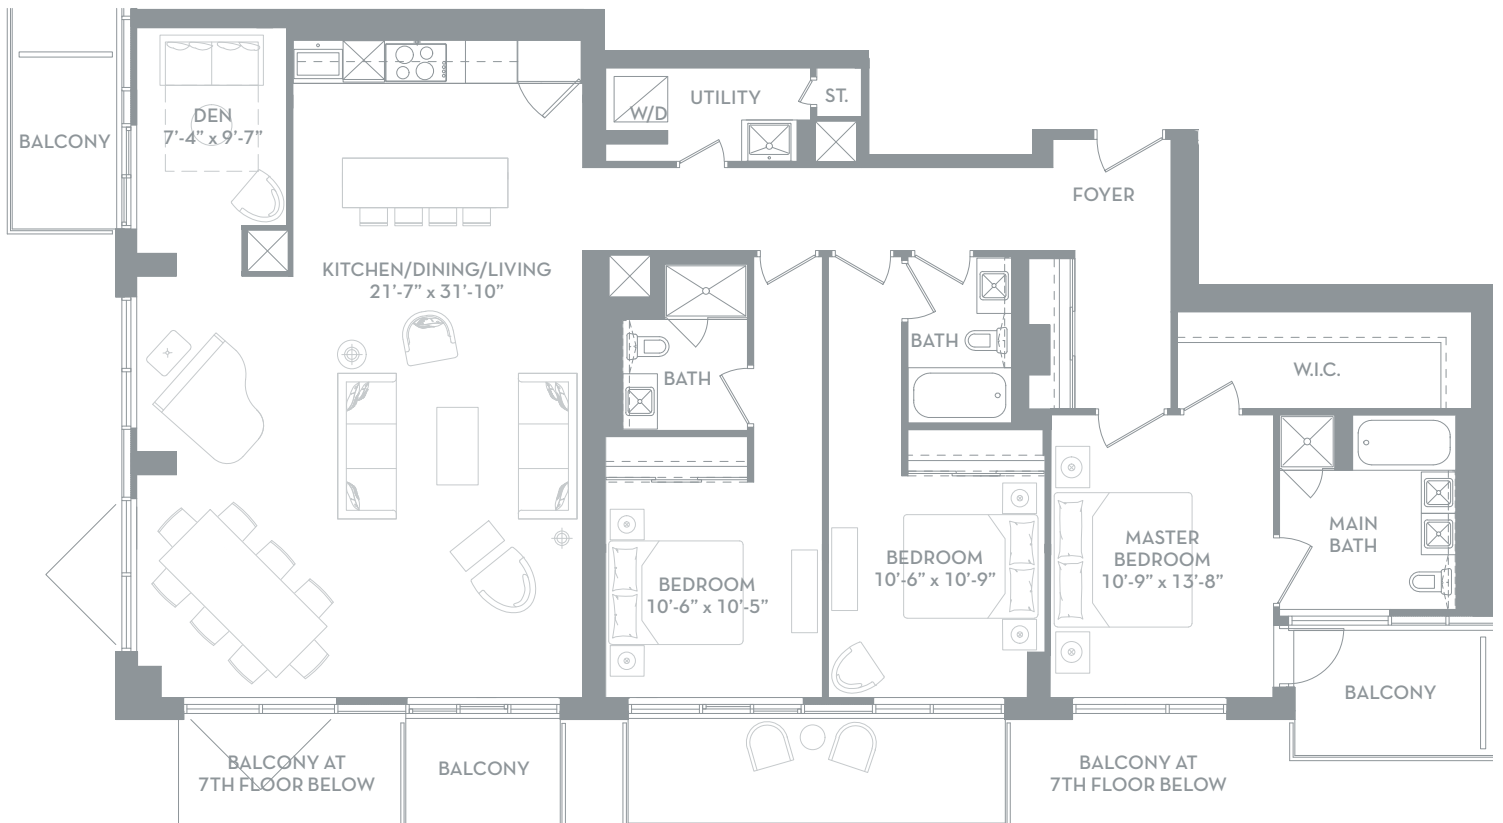 DEN
7'-4” x 9'-7”
BALCONY
W/D
UTILITY
ST.
FOYER
KITCHEN/DINING/LIVING
21'-7” x 31'-10”
BATH
BATH
W.I.C.
BEDROOM
10'-6” x 10'-5”
BEDROOM
10'-6” x 10'-9”
MASTER
BEDROOM
10'-9” x 13'-8”
MAIN
BATH
BALCONY
BALCONY AT
7TH FLOOR BELOW
BALCONY
BALCONY AT
7TH FLOOR BELOW